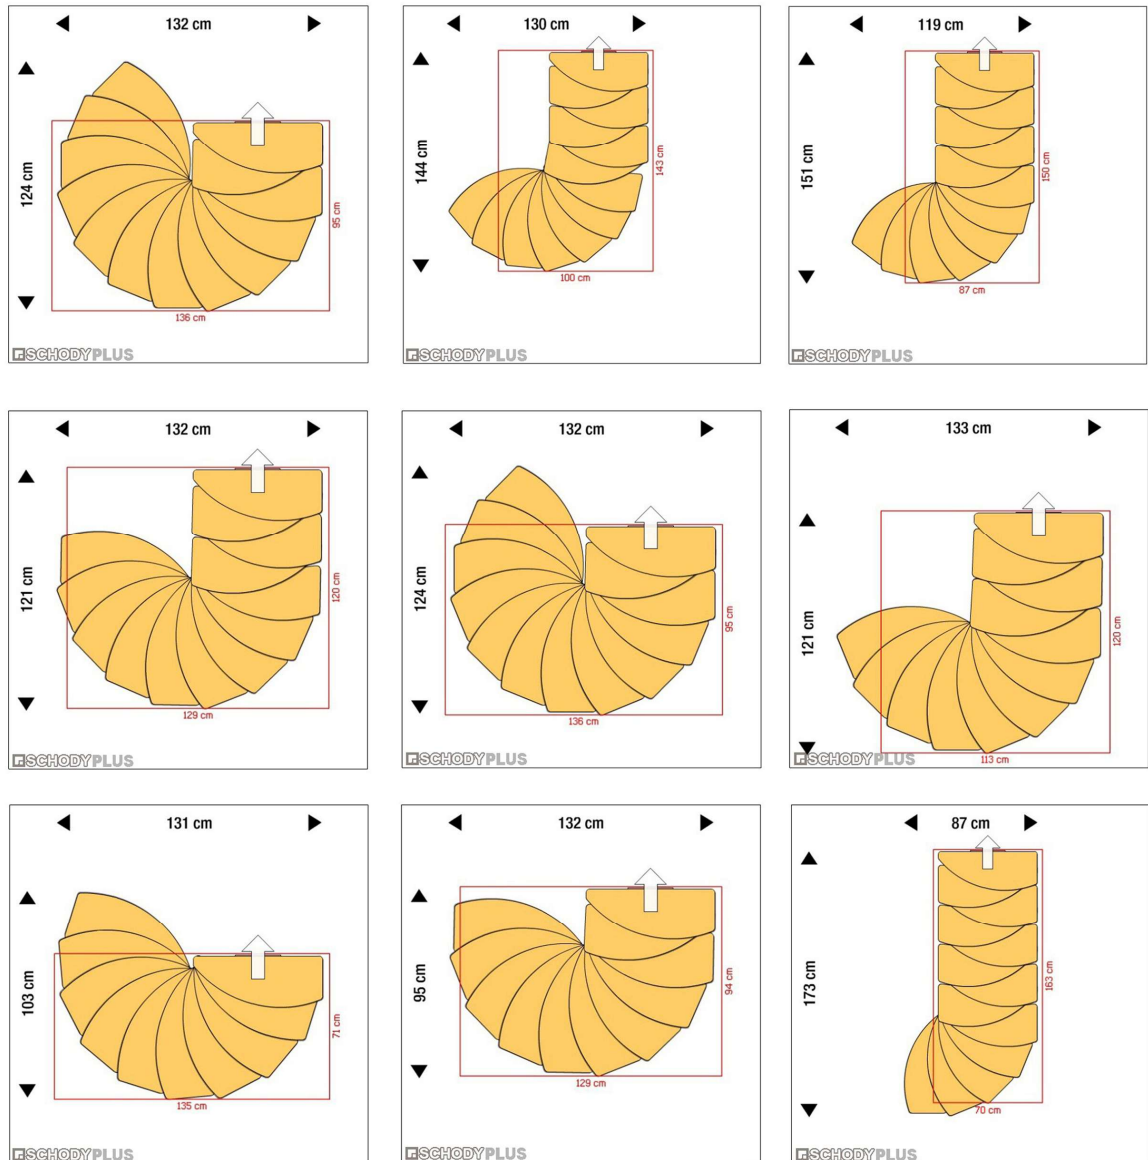 132 cm
124 cm
95 cm
136 cm
SCHODYPLUS
130 cm
144 cm
143 cm
100 cm
SCHODYPLUS
119 cm
151 cm
150 cm
87 cm
SCHODYPLUS
132 cm
121 cm
120 cm
129 cm
SCHODYPLUS
132 cm
124 cm
95 cm
136 cm
SCHODYPLUS
133 cm
121 cm
120 cm
113 cm
SCHODYPLUS
131 cm
103 cm
71 cm
135 cm
SCHODYPLUS
132 cm
95 cm
94 cm
129 cm
SCHODYPLUS
87 cm
173 cm
163 cm
70 cm
SCHODYPLUS